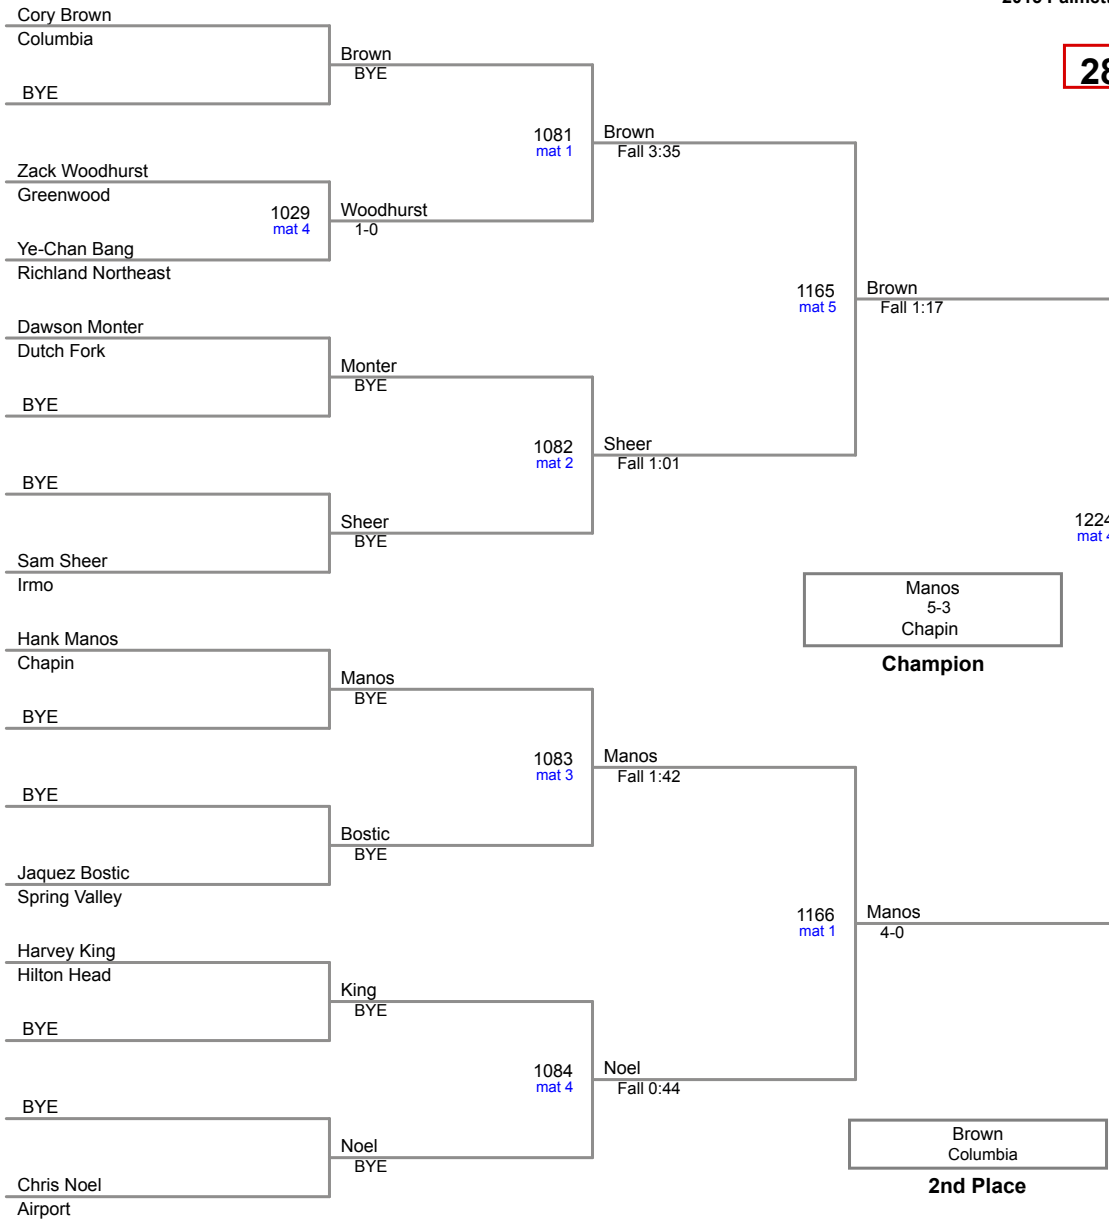 Cory Brown
Columbia
BYE
Brown
BYE
28
1081
mat 1
Brown
Fall 3:35
Zack Woodhurst
Greenwood
1029
mat 4
Woodhurst
1-0
Ye-Chan Bang
Richland Northeast
1165
mat 5
Brown
Fall 1:17
Dawson Monter
Dutch Fork
BYE
Monter
BYE
1082
mat 2
Sheer
Fall 1:01
BYE
Sheer
BYE
Sam Sheer
Irmo
1224
mat 4
Manos
5-3
Chapin
Champion
Hank Manos
Chapin
BYE
Manos
BYE
1083
mat 3
Manos
Fall 1:42
BYE
Bostic
BYE
Jaquez Bostic
Spring Valley
1166
mat 1
Manos
4-0
Harvey King
Hilton Head
BYE
King
BYE
1084
mat 4
Noel
Fall 0:44
BYE
Noel
BYE
Chris Noel
Airport
Brown
Columbia
2nd Place